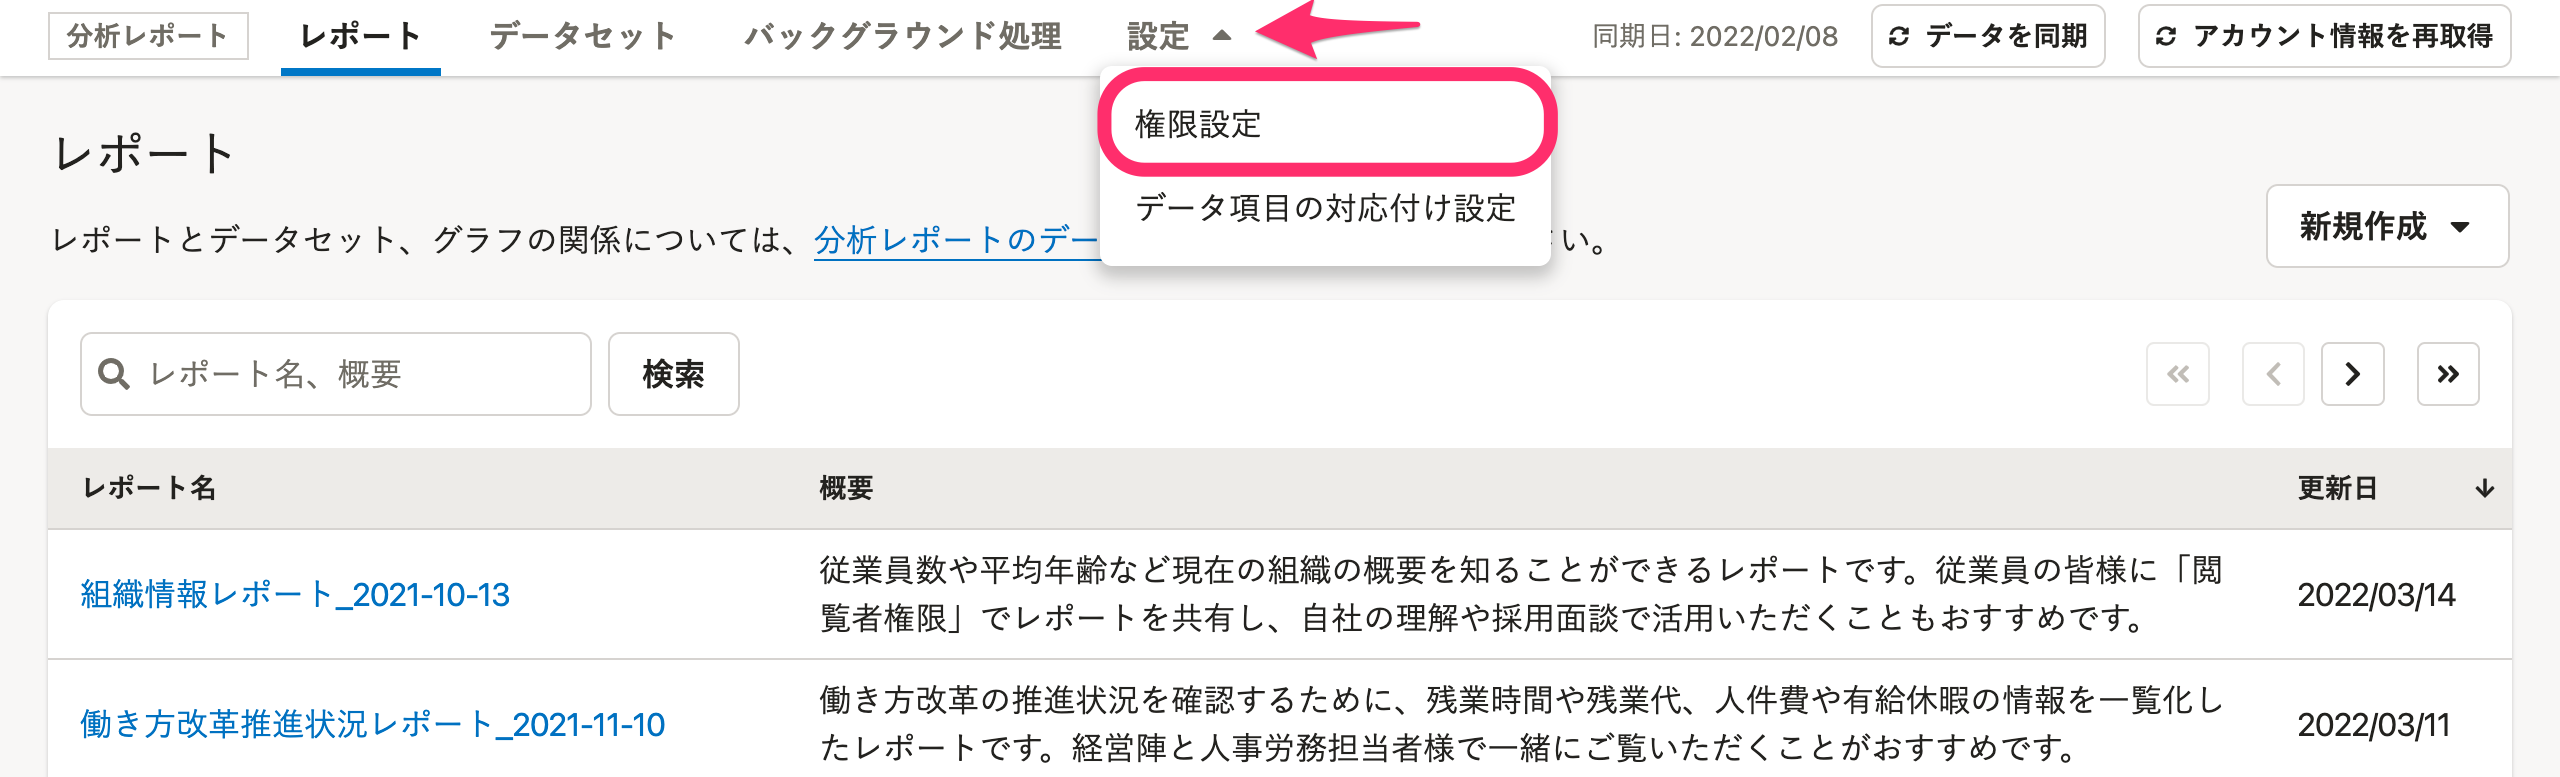 分析レポート レポート データセット バックグラウンド処理 設定 同期日: 2022/02/08 データを同期 アカウント情報を再取得
権限設定
データ項目の対応付け設定
レポート
レポートとデータセット、グラフの関係については、分析レポートのデー い。
新規作成
レポート名、概要 検索
レポート名 概要 更新日
組織情報レポート_2021-10-13
従業員数や平均年齢など現在の組織の概要を知ることができるレポートです。従業員の皆様に「閲
覧者権限」でレポートを共有し、自社の理解や採用面談で活用いただくこともおすすめです。
2022/03/14
働き方改革推進状況レポート_2021-11-10
働き方改革の推進状況を確認するために、残業時間や残業代、人件費や有給休暇の情報を一覧化し
たレポートです。経営陣と人事労務担当者様で一緒にご覧いただくことがおすすめです。
2022/03/11